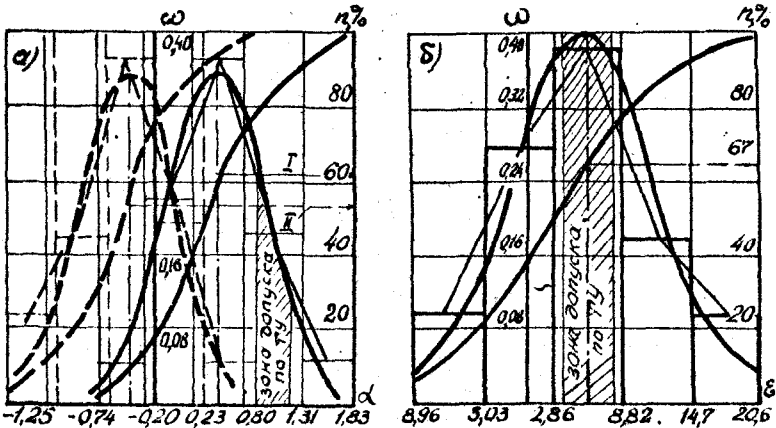 а) ω 0,40 n,%
80
I
60
II
40
0,16
20
0,08
зона допуска
по ТУ
α
-1,25 -0,74 -0,20 0,23 0,80 1,31 1,83
б) ω 0,40 n,%
0,32
80
67
0,24
60
0,16
40
0,08
20
зона допуска
по ТУ
ε
8,96 3,03 2,86 8,82 14,7 20,6